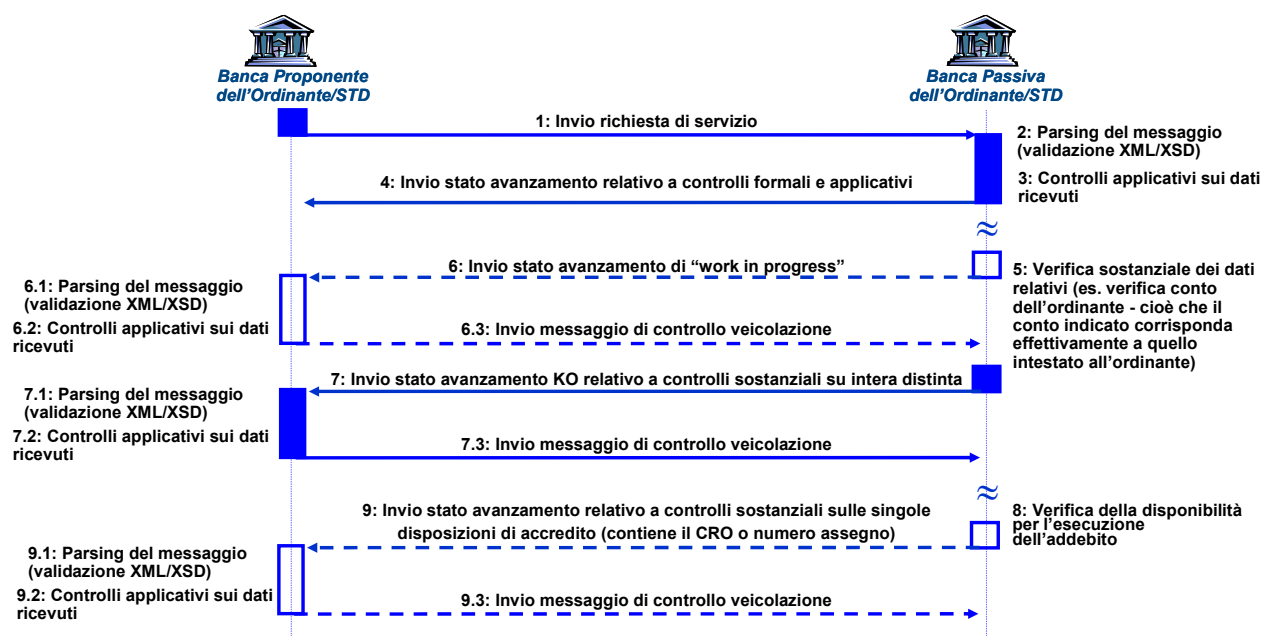 Banca Proponente
dell'Ordinante/STD
Banca Passiva
dell'Ordinante/STD
1: Invio richiesta di servizio
2: Parsing del messaggio
(validazione XML/XSD)
3: Controlli applicativi sui dati
ricevuti
4: Invio stato avanzamento relativo a controlli formali e applicativi
≈
5: Verifica sostanziale dei dati
relativi (es. verifica conto
dell'ordinante - cioè che il
conto indicato corrisponda
effettivamente a quello
intestato all'ordinante)
6: Invio stato avanzamento di “work in progress”
6.1: Parsing del messaggio
(validazione XML/XSD)
6.2: Controlli applicativi sui dati
ricevuti
6.3: Invio messaggio di controllo veicolazione
7: Invio stato avanzamento KO relativo a controlli sostanziali su intera distinta
7.1: Parsing del messaggio
(validazione XML/XSD)
7.2: Controlli applicativi sui dati
ricevuti
7.3: Invio messaggio di controllo veicolazione
≈
8: Verifica della disponibilità
per l'esecuzione
dell'addebito
9: Invio stato avanzamento relativo a controlli sostanziali sulle singole
disposizioni di accredito (contiene il CRO o numero assegno)
9.1: Parsing del messaggio
(validazione XML/XSD)
9.2: Controlli applicativi sui dati
ricevuti
9.3: Invio messaggio di controllo veicolazione